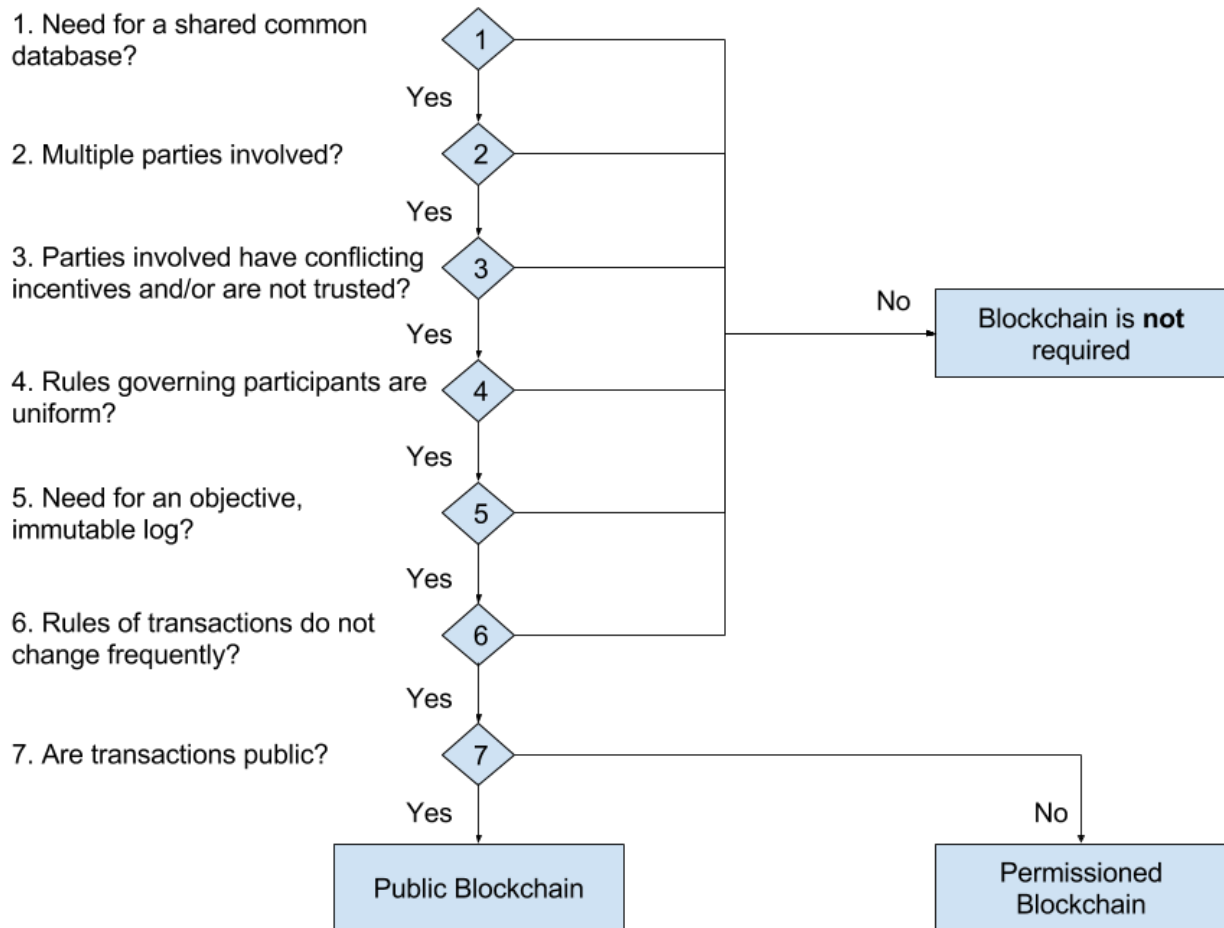 1. Need for a shared common
database?
1
Yes
2. Multiple parties involved?
2
Yes
3. Parties involved have conflicting
incentives and/or are not trusted?
3
No
Blockchain is not
required
Yes
4. Rules governing participants are
uniform?
4
Yes
5. Need for an objective,
immutable log?
5
Yes
6. Rules of transactions do not
change frequently?
6
Yes
7. Are transactions public?
7
Yes
No
Public Blockchain
Permissioned
Blockchain